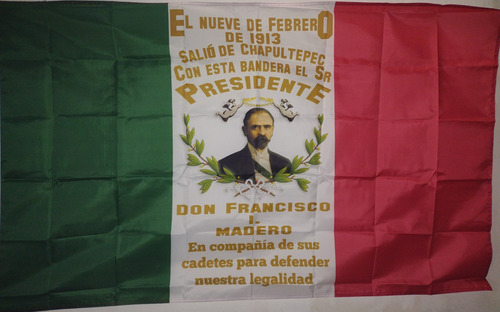 EL NUEVE DE FEBRERO
DE 1913
SALIÓ DE CHAPULTEPEC
CON ESTA BANDERA EL SR
PRESIDENTE
DON FRANCISCO
I.
MADERO
En compañía de sus
cadetes para defender
nuestra legalidad